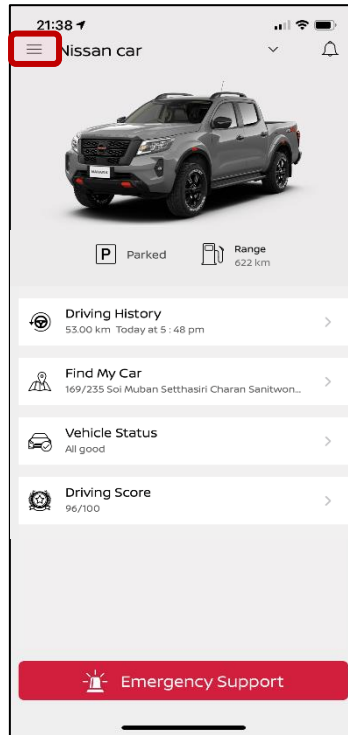 21:38
Nissan car
NAVARA
P Parked
Range
622 km
Driving History
53.00 km Today at 5 : 48 pm
Find My Car
169/235 Soi Muban Setthasiri Charan Sanitwon...
Vehicle Status
All good
Driving Score
96/100
Emergency Support